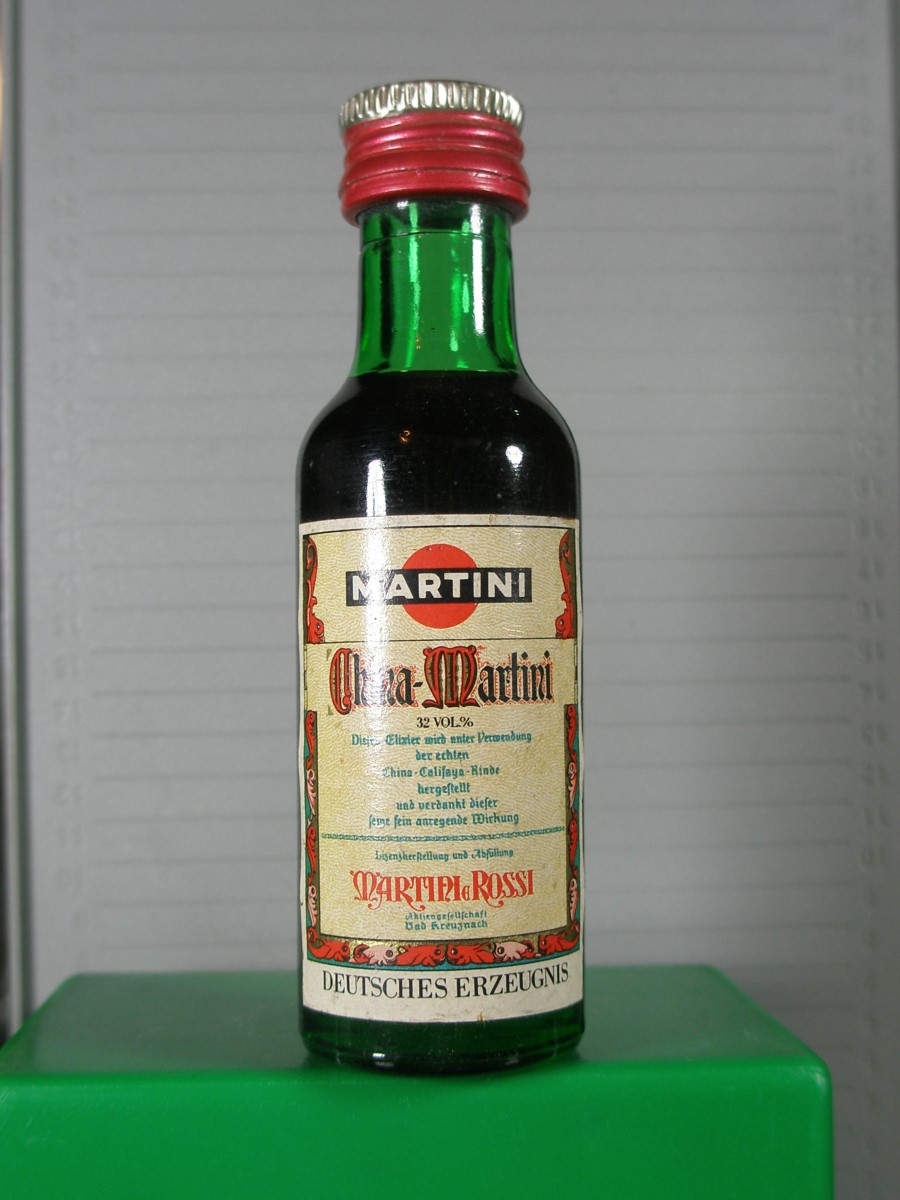 MARTINI
China-Martini
32 VOL.%
Dieses Elixier wird unter Verwendung
der echten
China-Calisaya-Rinde
hergestellt
und verdankt dieser
seine fein anregende Wirkung
Lizenzherstellung und Abfüllung
MARTINI & ROSSI
Aktiengesellschaft
Bad Kreuznach
DEUTSCHES ERZEUGNIS